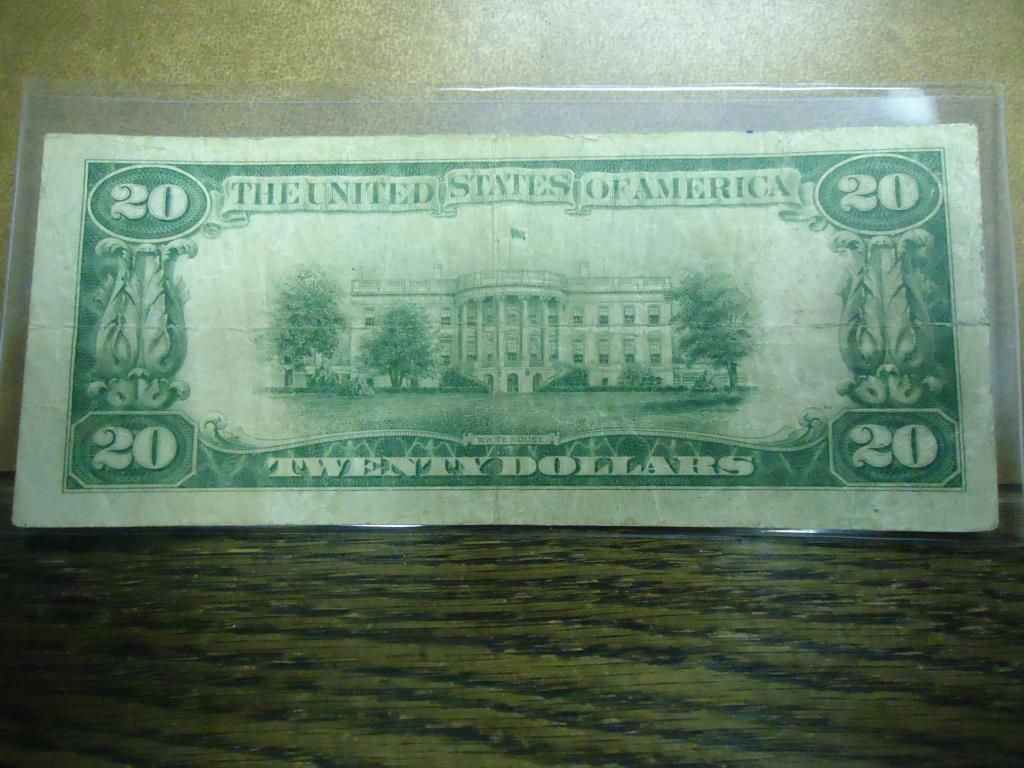 20 THE UNITED STATES OF AMERICA 20
WHITE HOUSE
20 TWENTY DOLLARS 20